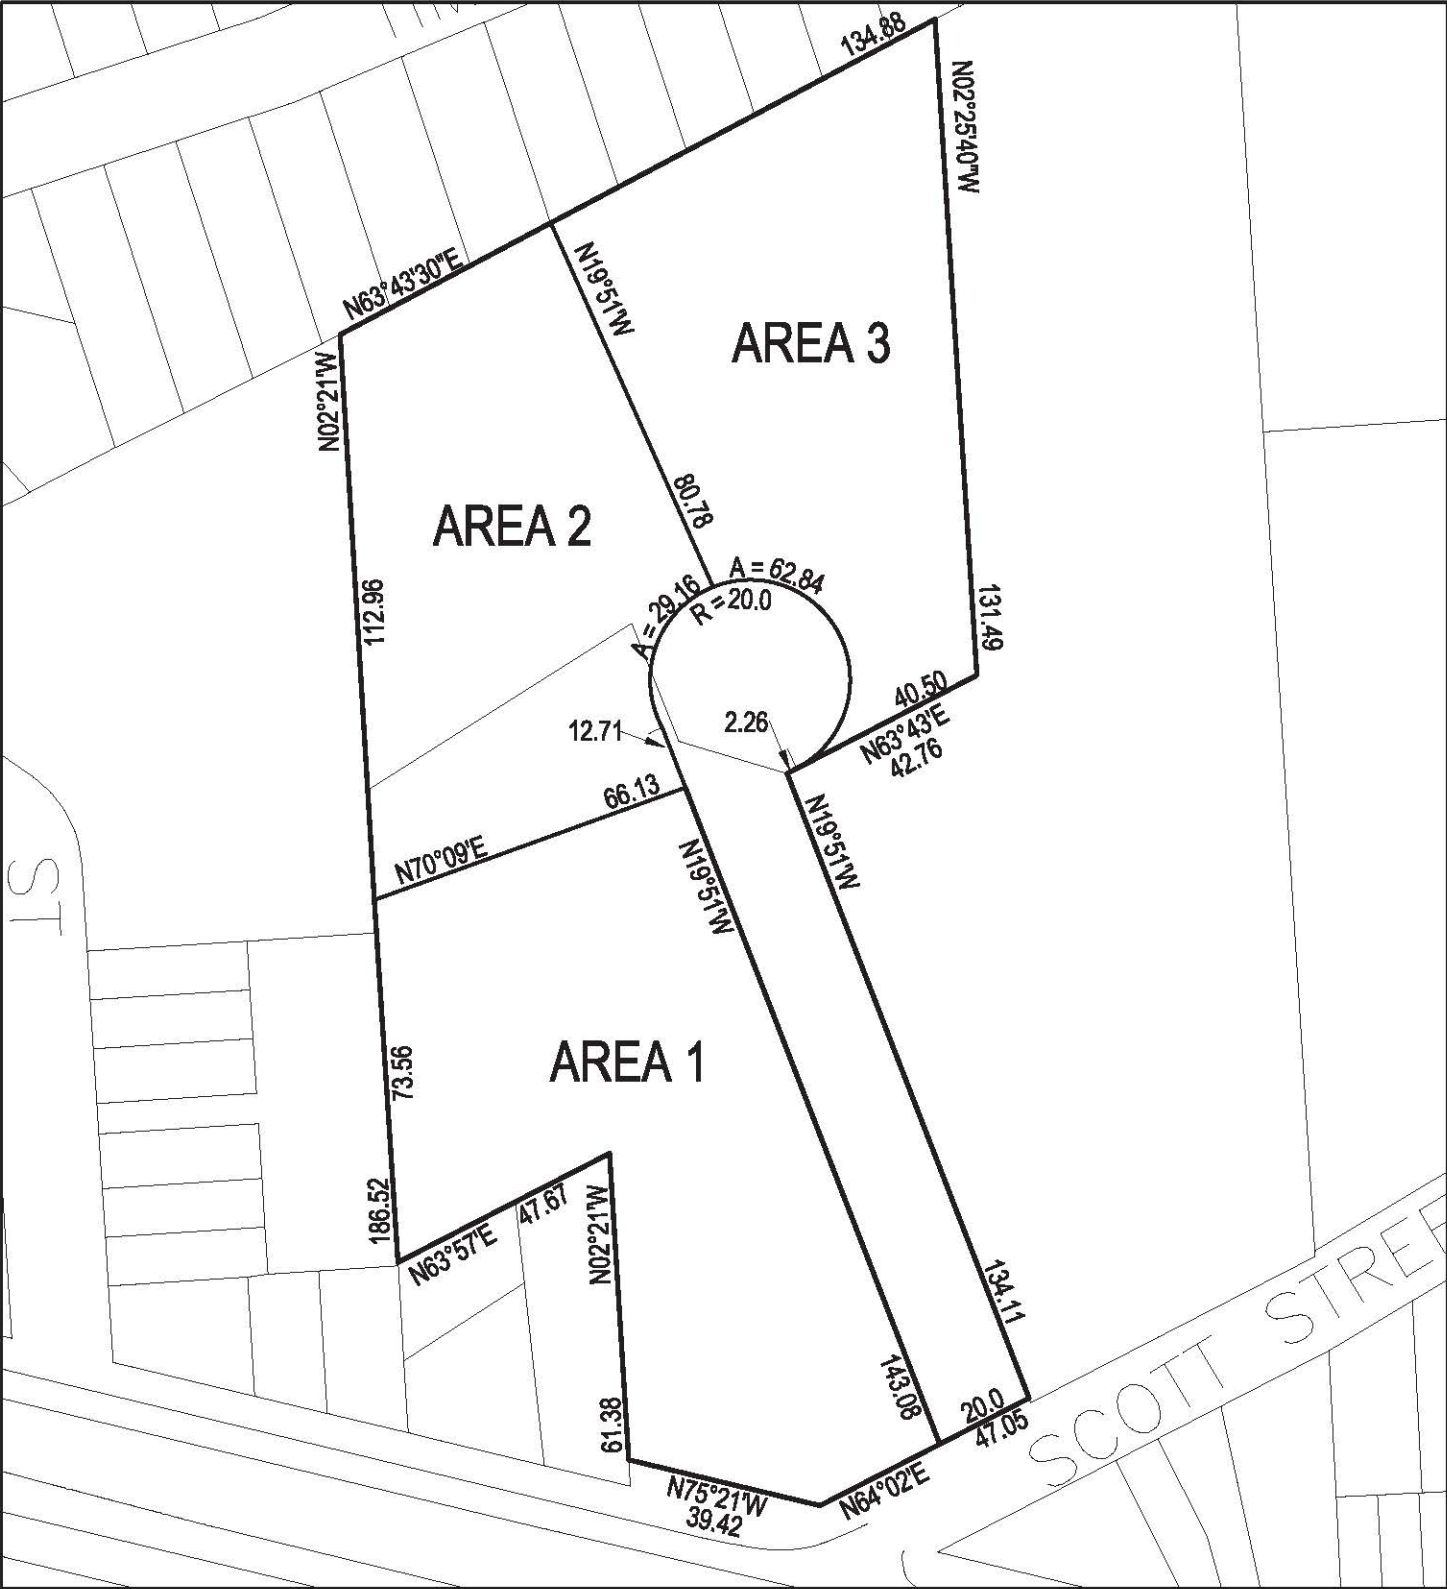 134.88
N02°25'40"W
N63°43'30"E
N19°51'W
N02°21'W
AREA 3
80.78
AREA 2
A = 62.84
A = 29.16
R = 20.0
112.96
131.49
40.50
2.26
12.71
N63°43'E
42.76
66.13
N70°09'E
N19°51'W
N19°51'W
ST
AREA 1
73.56
186.52
47.67
N63°57'E
N02°21'W
134.11
SCOTT STREE
143.08
61.38
20.0
47.05
N75°21'W
39.42
N64°02'E